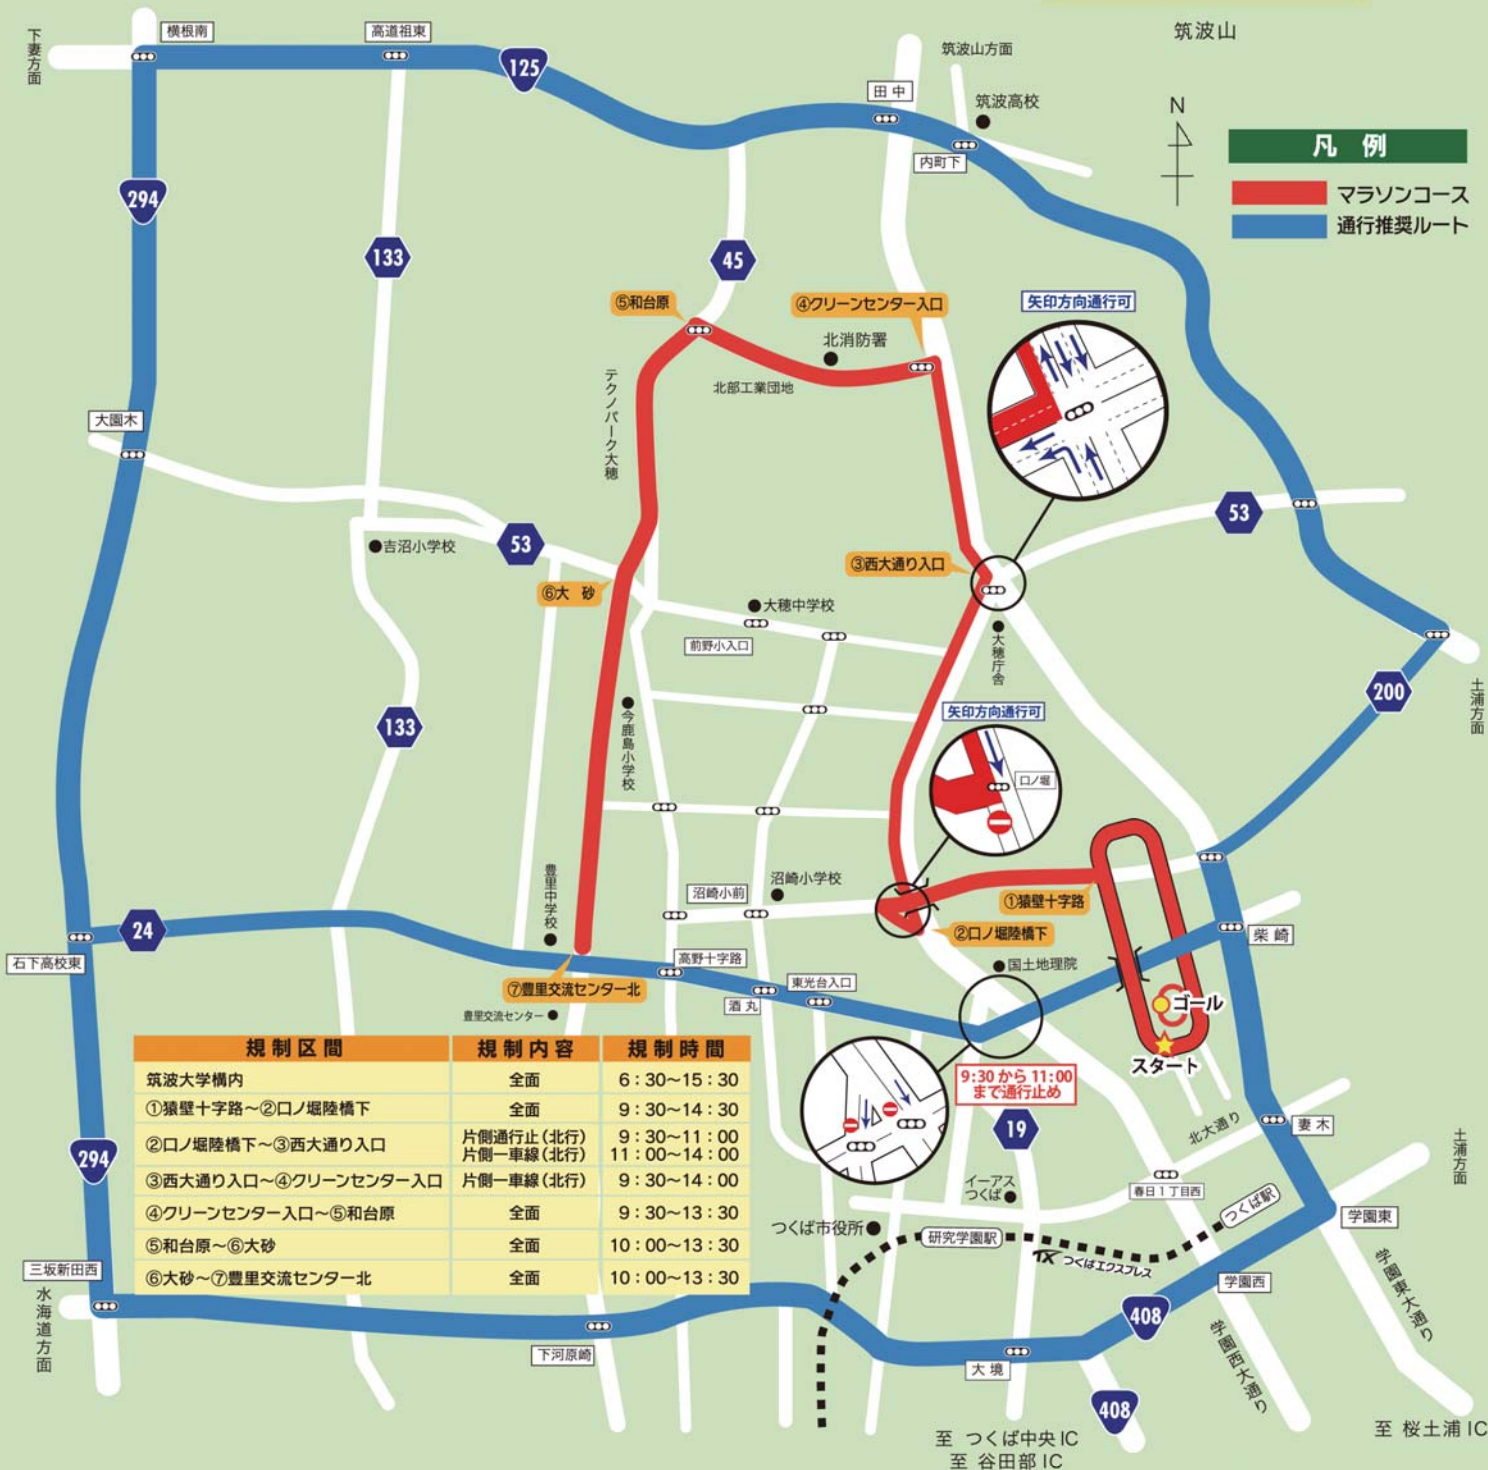 筑波山
下妻方面
横根南
高道祖東
125
筑波山方面
田中
筑波高校
内町下
N
凡 例
マラソンコース
通行推奨ルート
294
133
45
⑤和台原
④クリーンセンター入口
矢印方向通行可
北消防署
北部工業団地
テクノパーク大穂
大園木
53
吉沼小学校
53
③西大通り入口
⑥大 砂
大穂中学校
前野小入口
大穂庁舎
200
土浦方面
133
今鹿島小学校
矢印方向通行可
口ノ堀
豊里中学校
沼崎小前
沼崎小学校
①猿壁十字路
②口ノ堀陸橋下
24
石下高校東
柴崎
高野十字路
国土地理院
東光台入口
酒丸
⑦豊里交流センター北
豊里交流センター
ゴール
スタート
9:30から11:00
まで通行止め
規制区間 規制内容 規制時間
筑波大学構内 全面 6:30～15:30
①猿壁十字路～②口ノ堀陸橋下 全面 9:30～14:30
②口ノ堀陸橋下～③西大通り入口 片側通行止(北行) 9:30～11:00
片側一車線(北行) 11:00～14:00
③西大通り入口～④クリーンセンター入口 片側一車線(北行) 9:30～14:00
④クリーンセンター入口～⑤和台原 全面 9:30～13:30
⑤和台原～⑥大砂 全面 10:00～13:30
⑥大砂～⑦豊里交流センター北 全面 10:00～13:30
19
北大通り
妻木
土浦方面
294
イーアス
つくば
春日1丁目西
つくば駅
つくば市役所
研究学園駅
TX つくばエクスプレス
学園東
三坂新田西
水海道方面
学園西
学園東大通り
408
下河原崎
大境
学園西大通り
408
至 つくば中央IC
至 谷田部IC
至 桜土浦IC